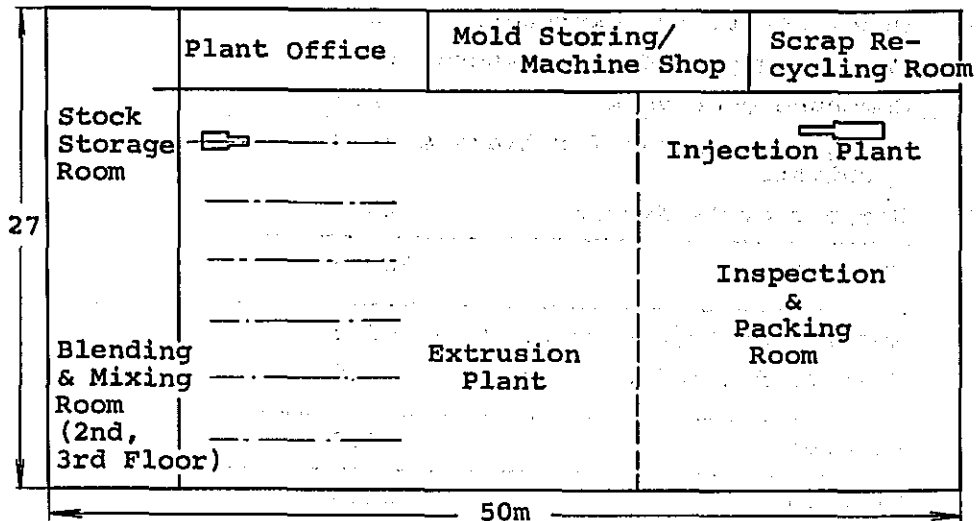 Plant Office
Mold Storing/
Machine Shop
Scrap Re-
cycling Room
Stock
Storage
Room
Injection Plant
27
Inspection
&
Packing
Room
Blending
& Mixing
Room
(2nd,
3rd Floor)
Extrusion
Plant
50m